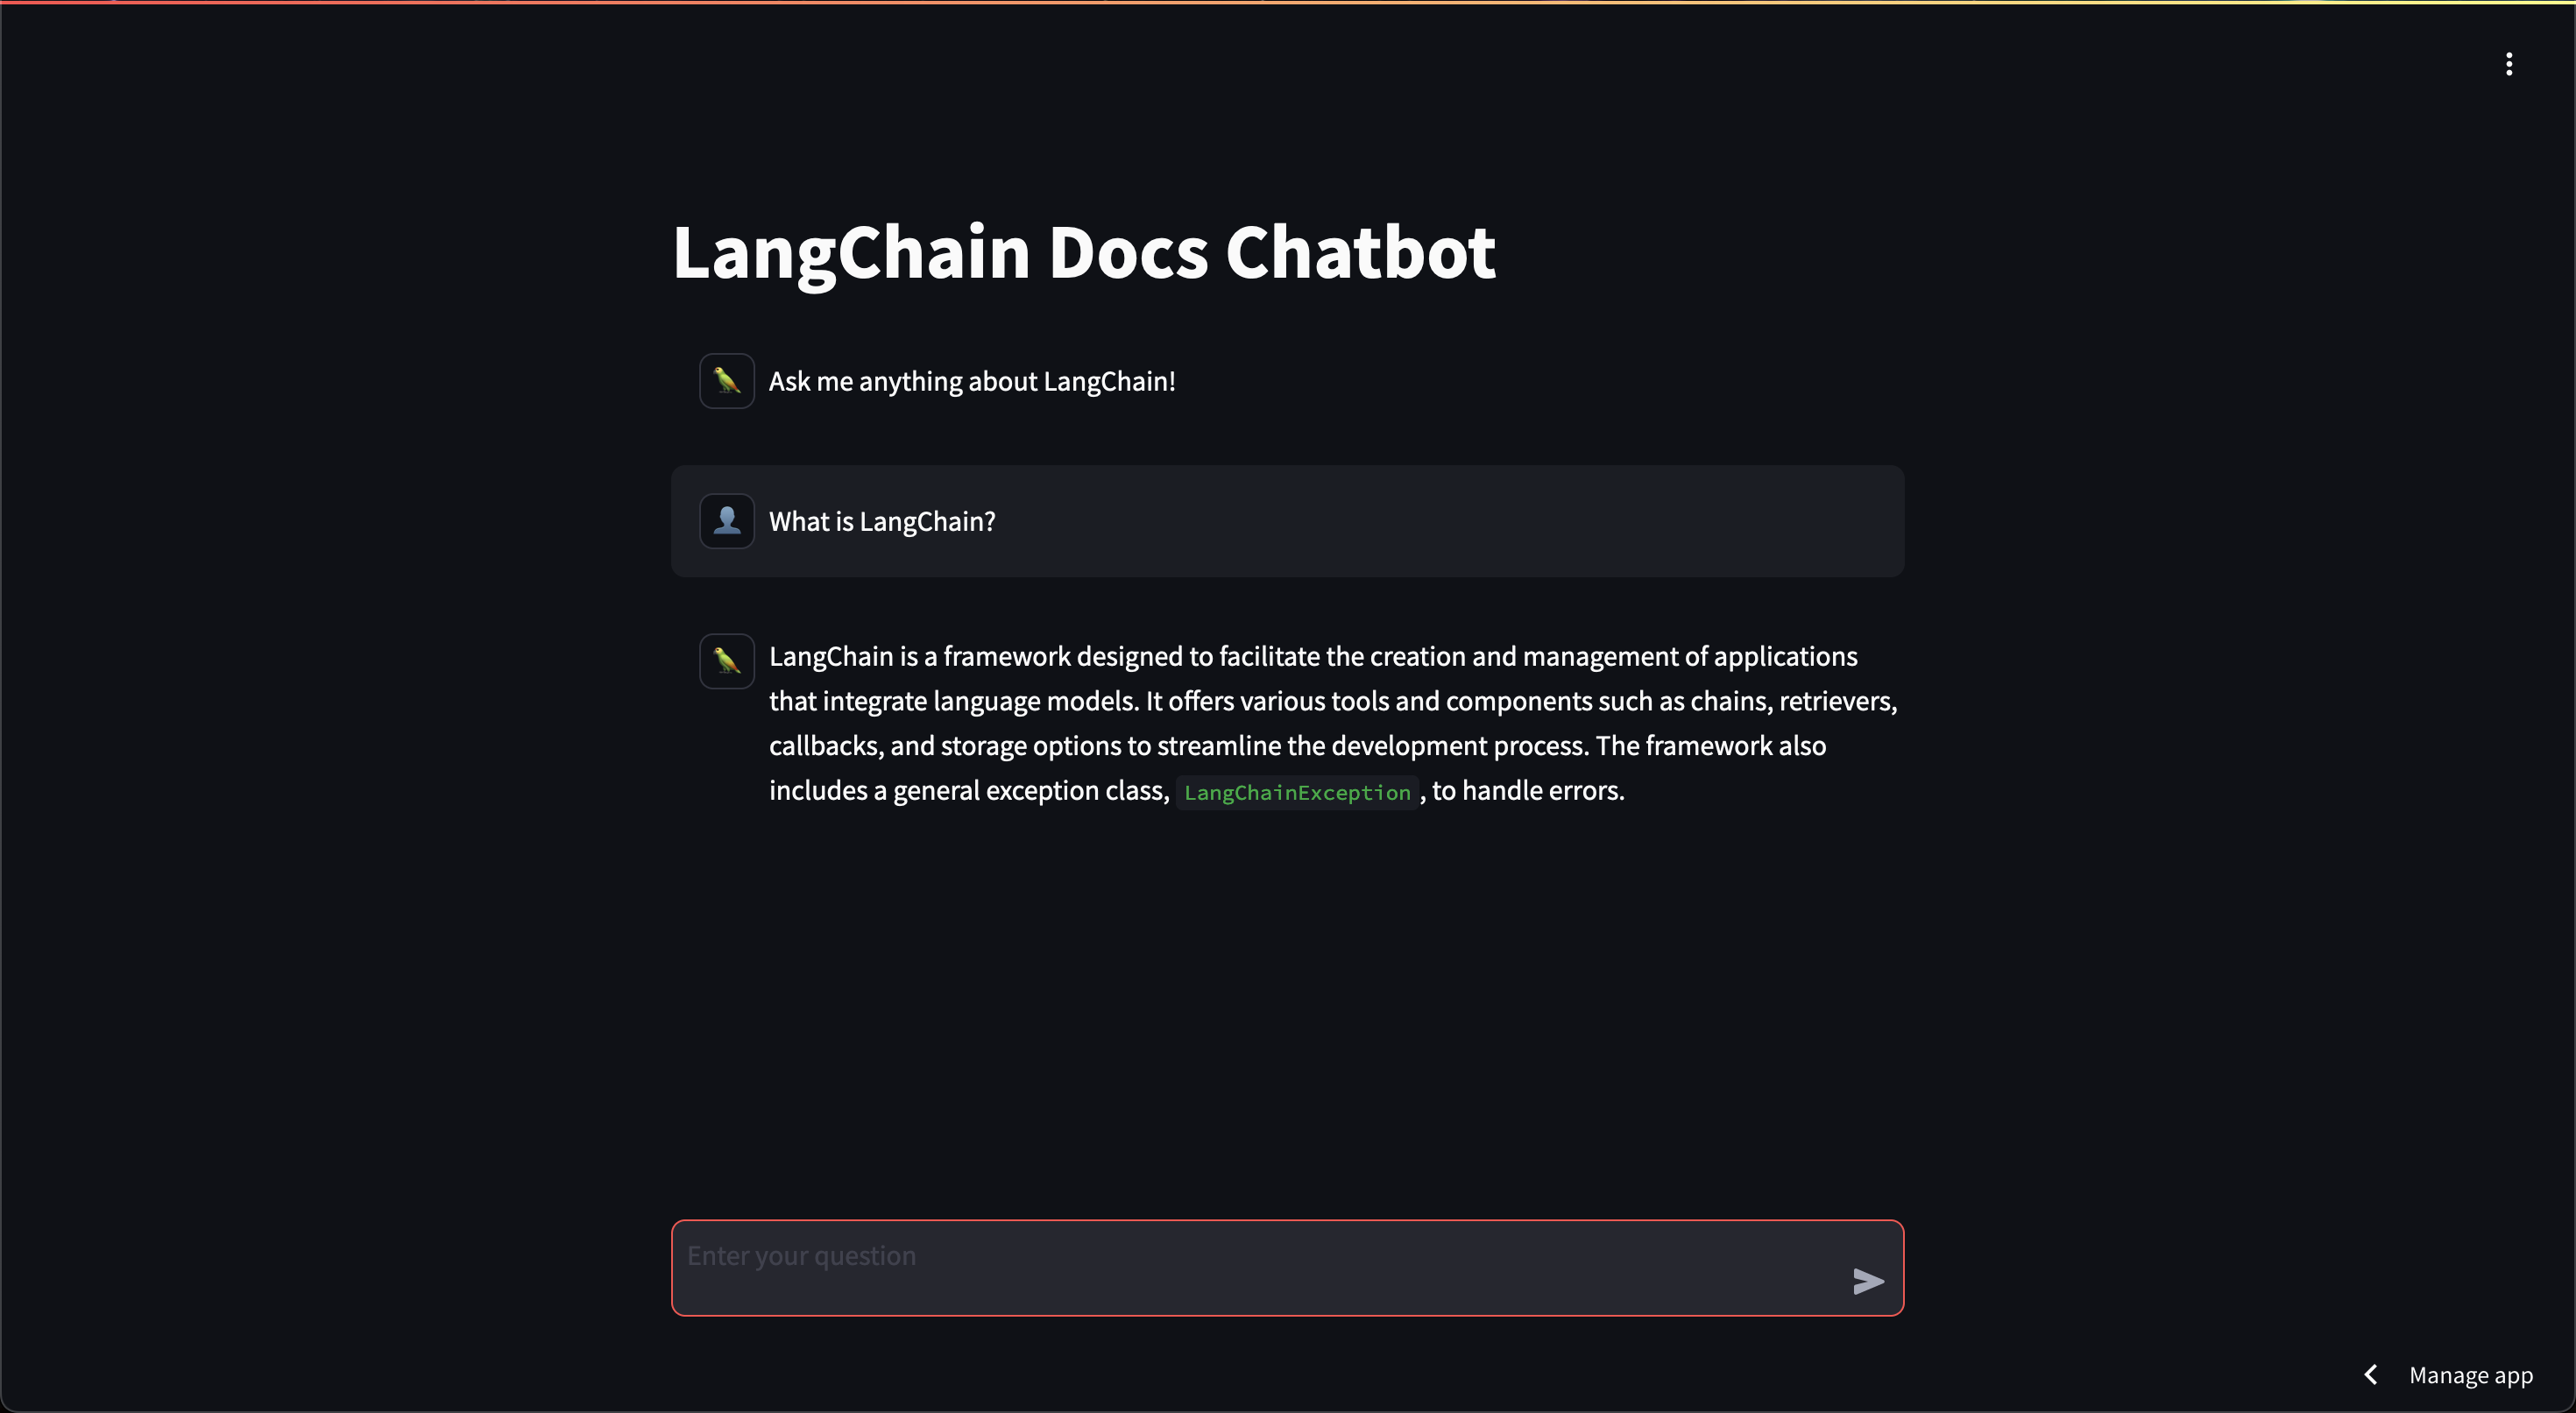 LangChain Docs Chatbot
Ask me anything about LangChain!
What is LangChain?
LangChain is a framework designed to facilitate the creation and management of applications
that integrate language models. It offers various tools and components such as chains, retrievers,
callbacks, and storage options to streamline the development process. The framework also
includes a general exception class, LangChainException, to handle errors.
Enter your question
Manage app